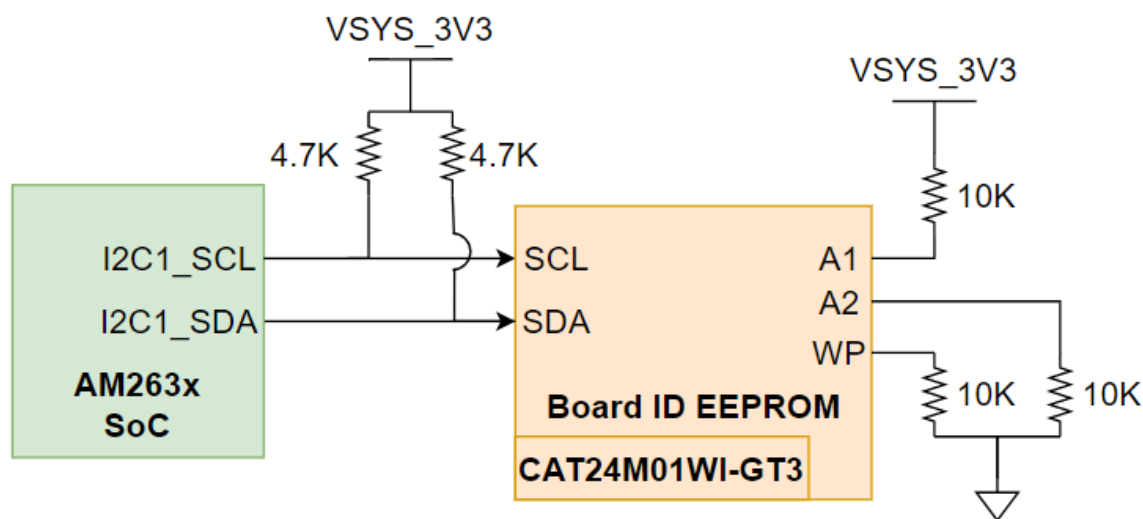 VSYS_3V3
VSYS_3V3
4.7K
4.7K
10K
I2C1_SCL
SCL
A1
A2
I2C1_SDA
SDA
WP
AM263x
SoC
Board ID EEPROM
10K
10K
CAT24M01WI-GT3